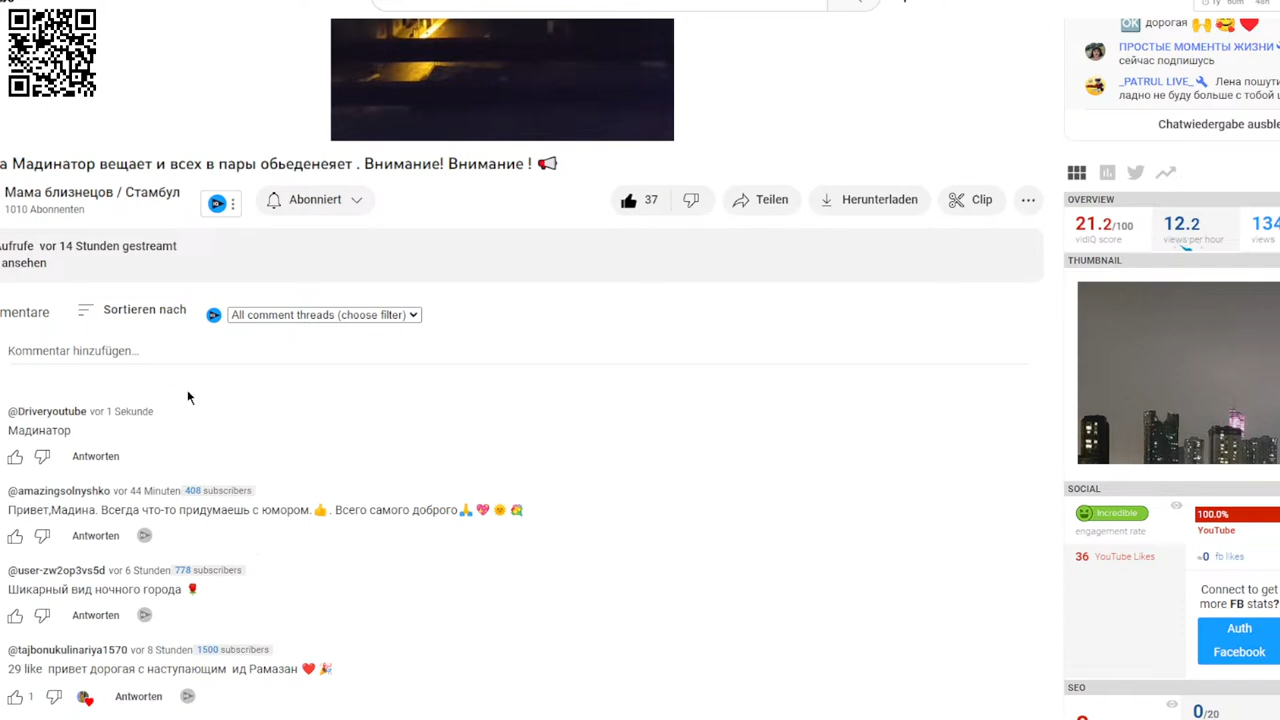 OK дорогая
ПРОСТЫЕ МОМЕНТЫ ЖИЗНИ
сейчас подпишусь
_PATRUL LIVE_ Лена пошути
ладно не буду больше с тобой
Chatwiedergabe ausble
а Мадинатор вещает и всех в пары обьеденеяет . Внимание! Внимание !
Мама близнецов / Стамбул
1010 Abonnenten
Abonniert
37
Teilen
Herunterladen
Clip
Aufrufe vor 14 Stunden gestreamt
ansehen
mentare
Sortieren nach
All comment threads (choose filter)
Kommentar hinzufügen…
@Driveryoutube vor 1 Sekunde
Мадинатор
Antworten
@amazingsolnyshko vor 44 Minuten 408 subscribers
Привет,Мадина. Всегда что-то придумаешь с юмором.👍. Всего самого доброго🙏 💖 🌞 💐
Antworten
@user-zw2op3vs5d vor 6 Stunden 778 subscribers
Шикарный вид ночного города 🌹
Antworten
@tajbonukulinariya1570 vor 8 Stunden 1500 subscribers
29 like привет дорогая с наступающим ид Рамазан ❤️ 🎉
1
Antworten
OVERVIEW
21.2/100
vidIQ score
12.2
views per hour
134
views
THUMBNAIL
SOCIAL
Incredible
engagement rate
100.0%
YouTube
36 YouTube Likes
0 fb likes
Connect to get
more FB stats?
Auth
Facebook
SEO
0/20